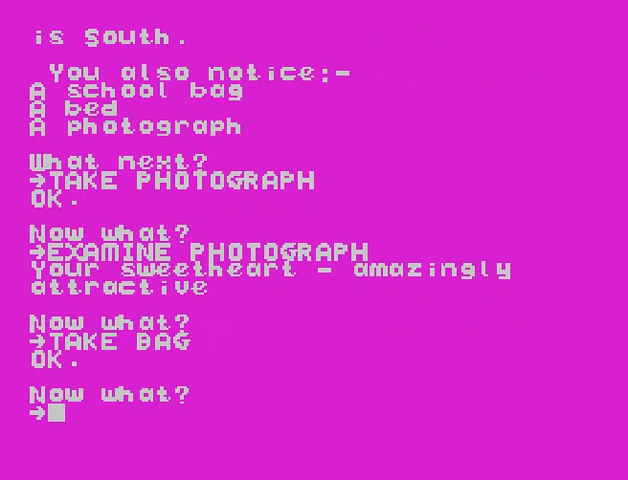 is South.
You also notice:-
A school bag
A bed
A photograph
What next?
→TAKE PHOTOGRAPH
OK.
Now what?
→EXAMINE PHOTOGRAPH
Your sweetheart - amazingly
attractive
Now what?
→TAKE BAG
OK.
Now what?
→